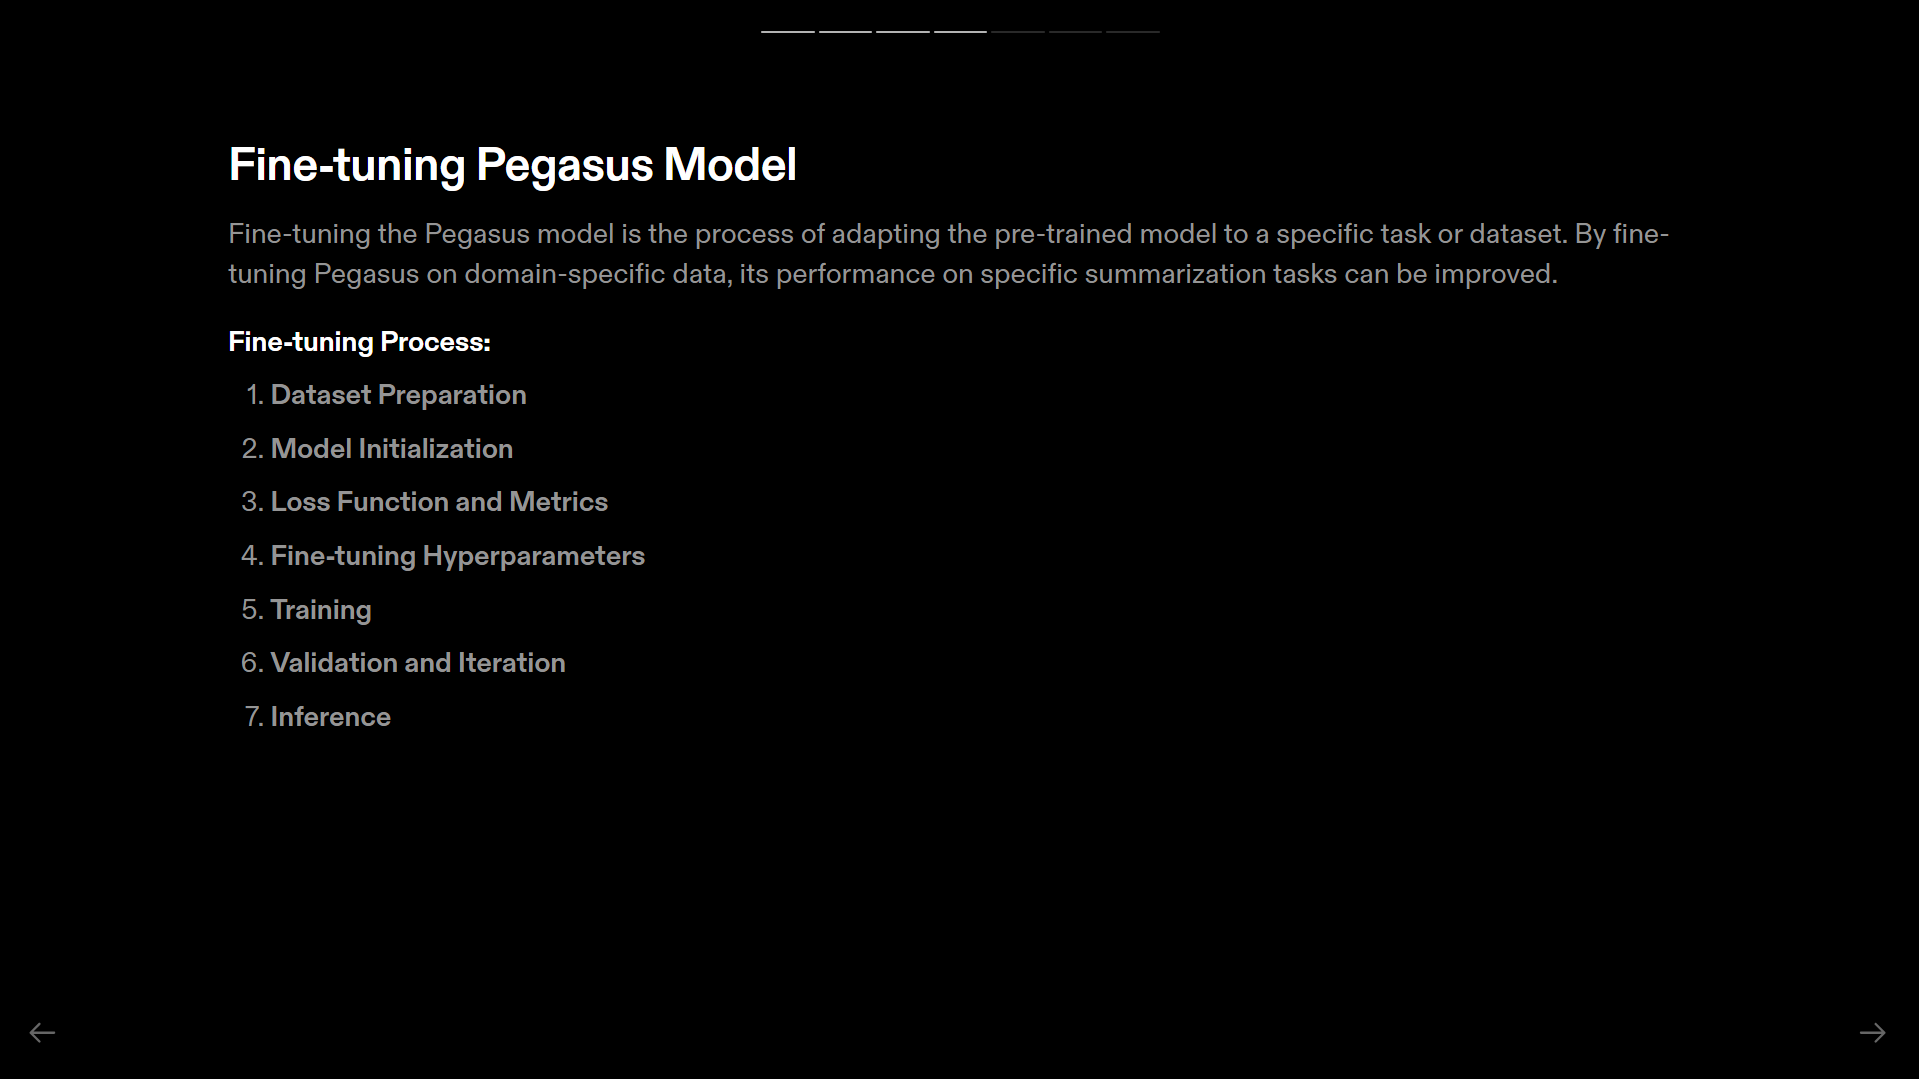 Fine-tuning Pegasus Model
Fine-tuning the Pegasus model is the process of adapting the pre-trained model to a specific task or dataset. By fine-
tuning Pegasus on domain-specific data, its performance on specific summarization tasks can be improved.
Fine-tuning Process:
1. Dataset Preparation
2. Model Initialization
3. Loss Function and Metrics
4. Fine-tuning Hyperparameters
5. Training
6. Validation and Iteration
7. Inference